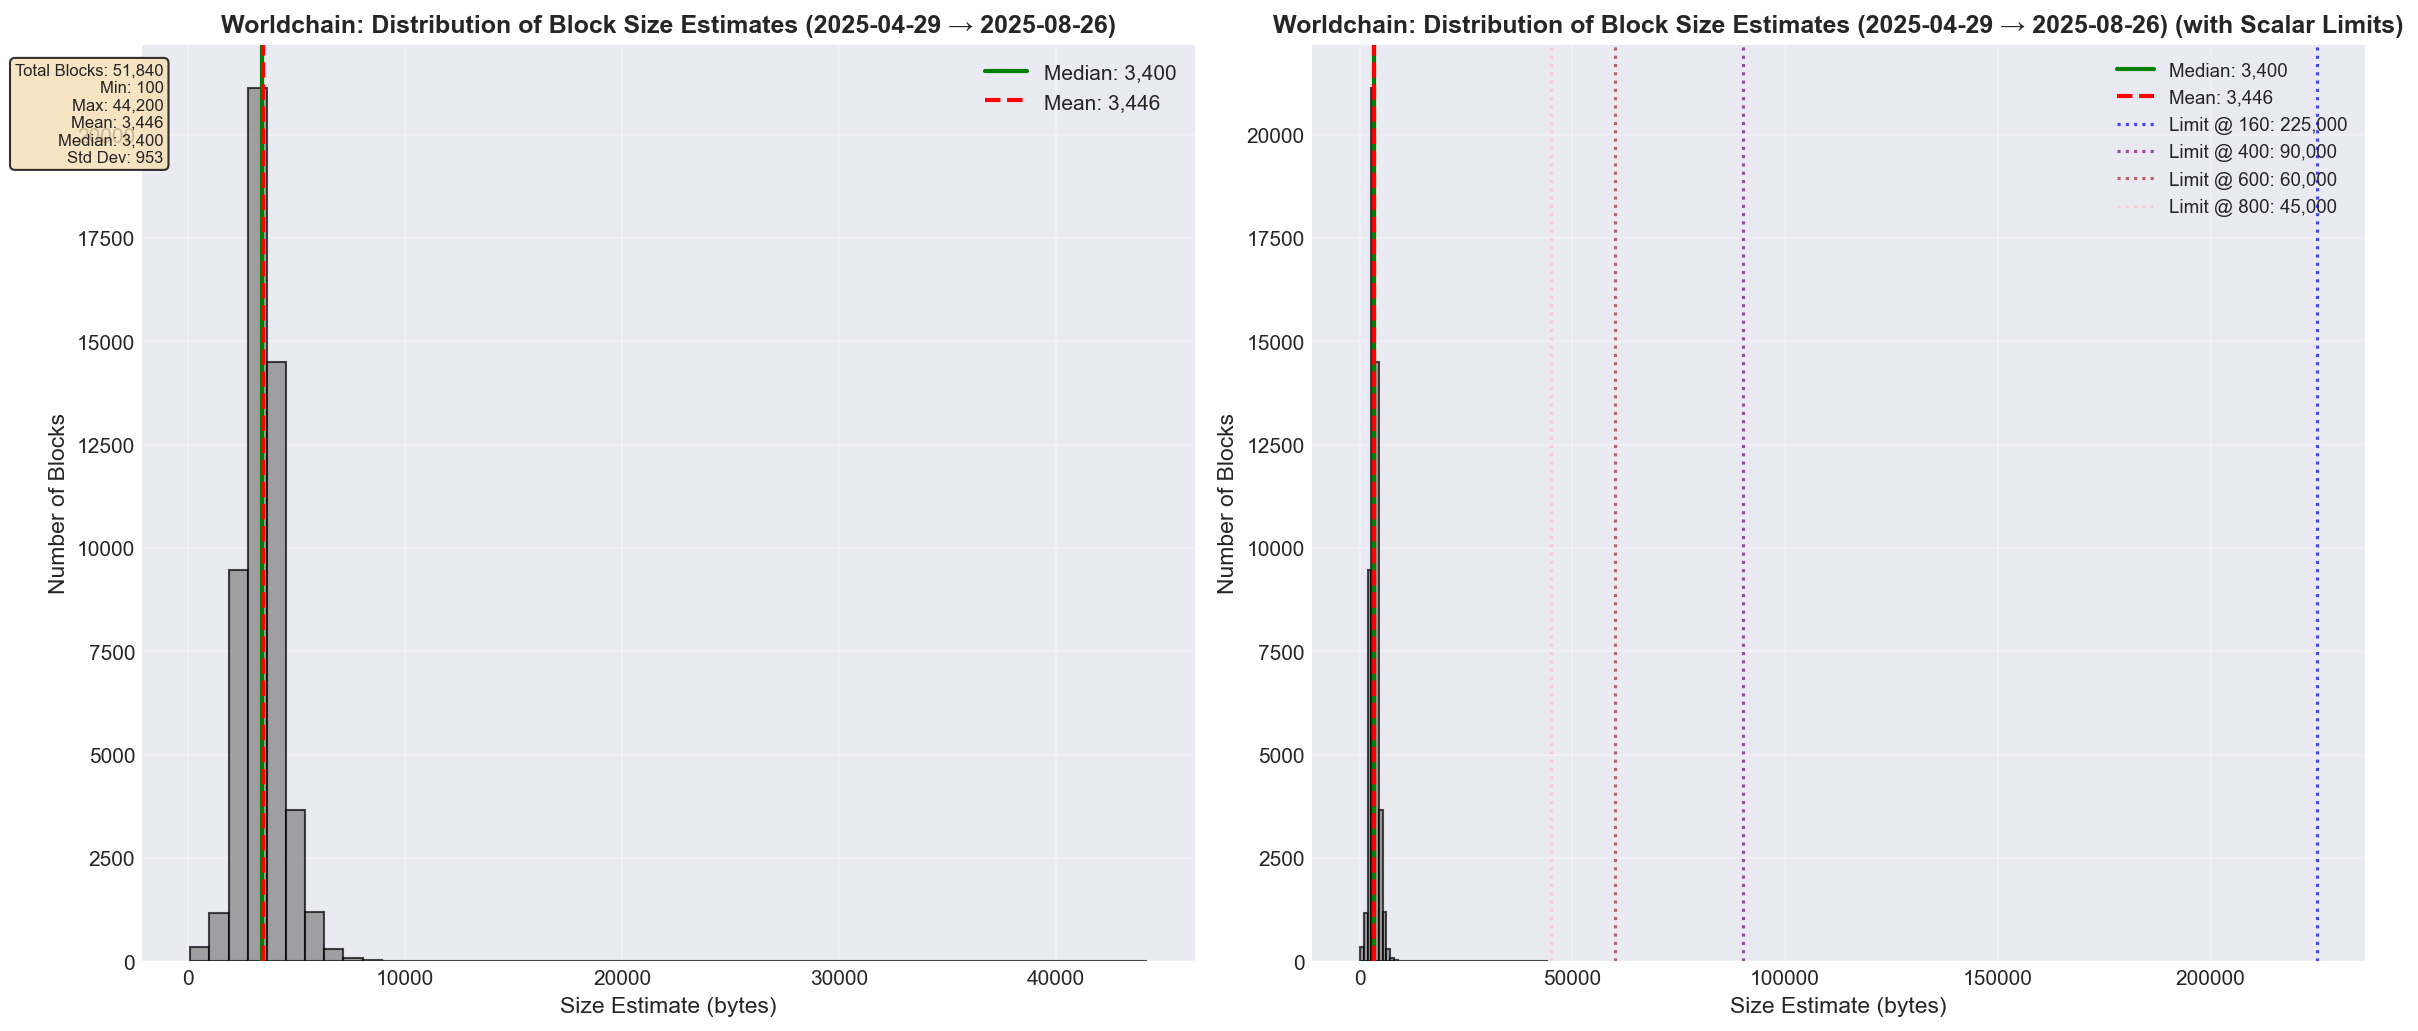 Worldchain: Distribution of Block Size Estimates (2025-04-29 → 2025-08-26)
Total Blocks: 51,840
Min: 100
Max: 44,200
Mean: 3,446
Median: 3,400
Std Dev: 953
Median: 3,400
Mean: 3,446
20000
17500
15000
12500
10000
7500
5000
2500
0
Number of Blocks
0 10000 20000 30000 40000
Size Estimate (bytes)
Worldchain: Distribution of Block Size Estimates (2025-04-29 → 2025-08-26) (with Scalar Limits)
Median: 3,400
Mean: 3,446
Limit @ 160: 225,000
Limit @ 400: 90,000
Limit @ 600: 60,000
Limit @ 800: 45,000
20000
17500
15000
12500
10000
7500
5000
2500
0
Number of Blocks
0 50000 100000 150000 200000
Size Estimate (bytes)